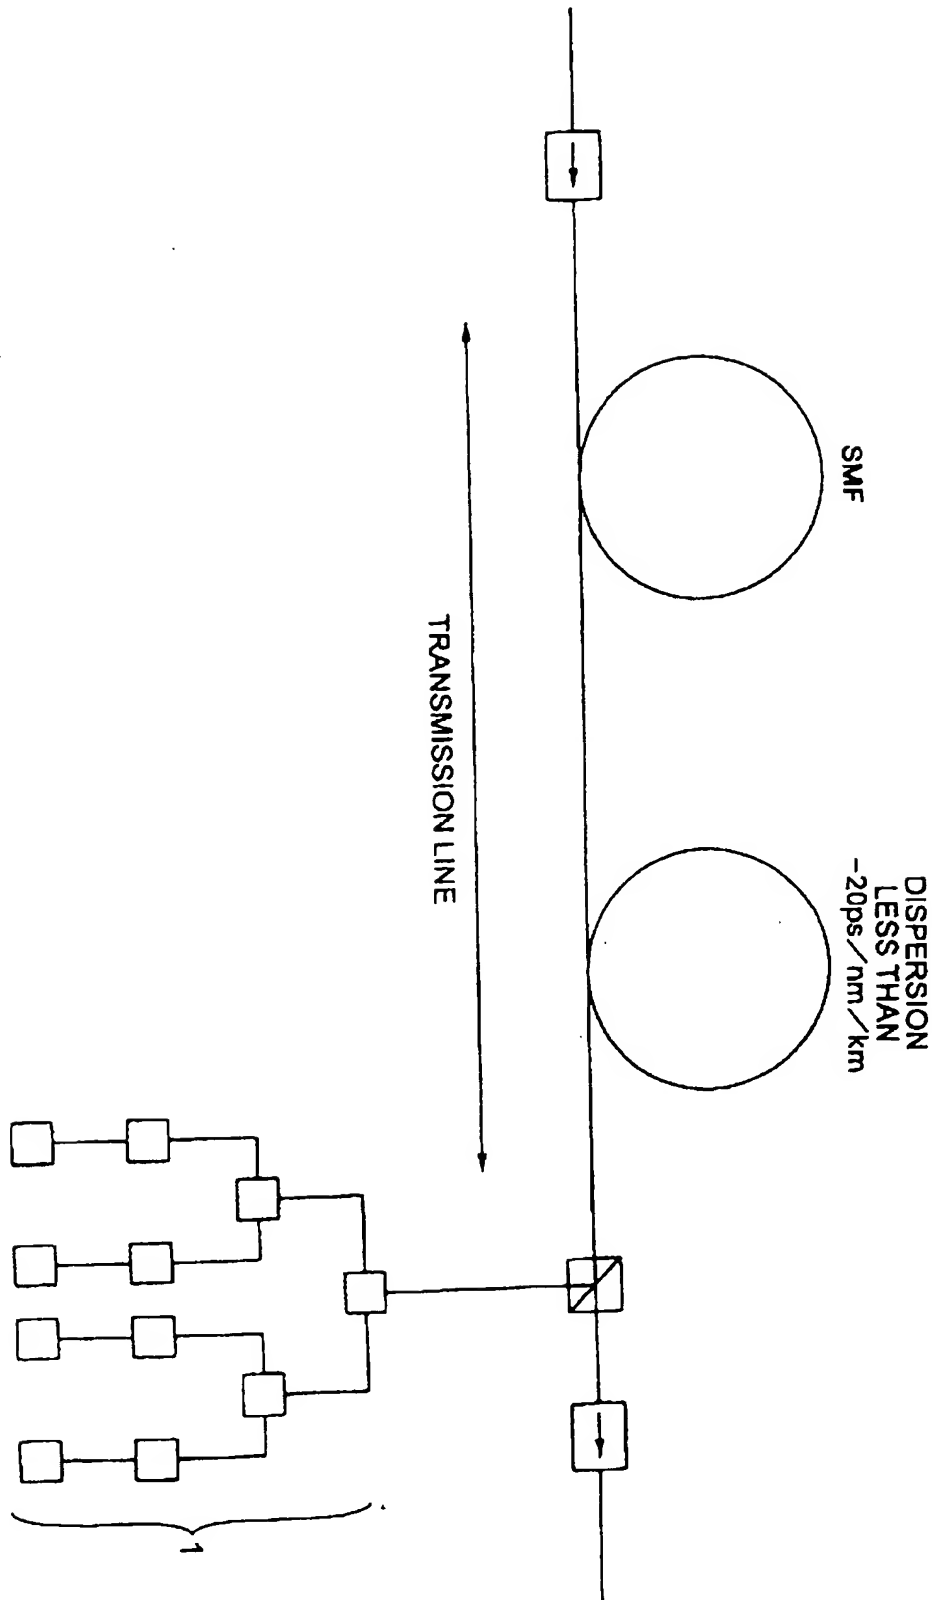 SMF
DISPERSION
LESS THAN
-20ps/nm/km
TRANSMISSION LINE
1